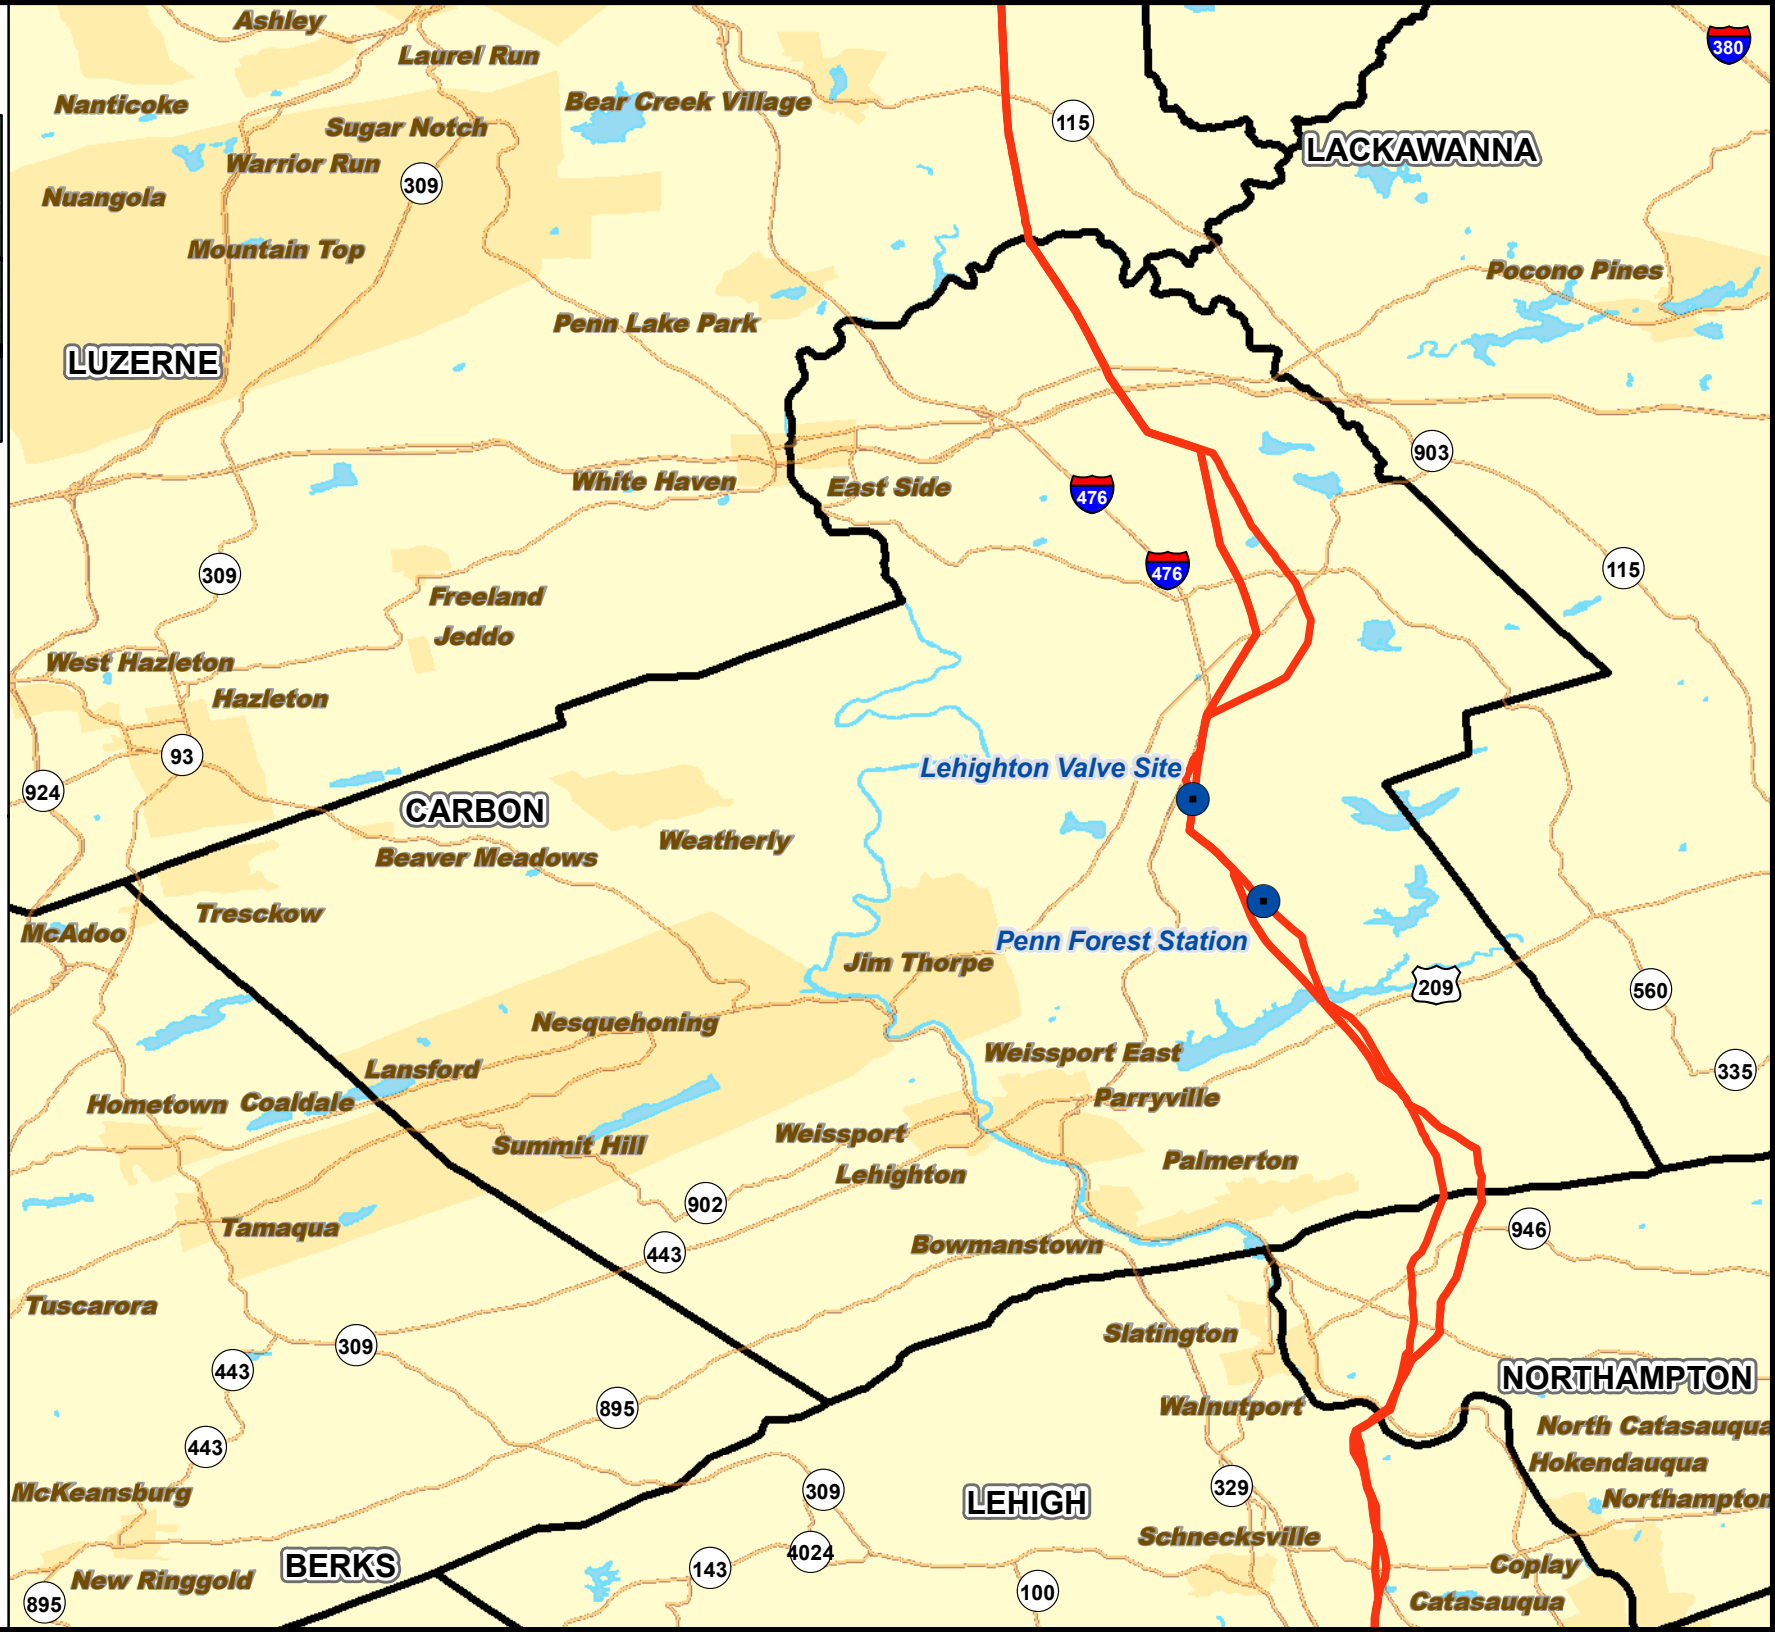 Ashley
Laurel Run
380
Nanticoke
Bear Creek Village
Sugar Notch
115
LACKAWANNA
Warrior Run
309
Nuangola
Mountain Top
Pocono Pines
Penn Lake Park
LUZERNE
903
White Haven
East Side
476
476
309
115
Freeland
Jeddo
West Hazleton
Hazleton
93
Lehighton Valve Site
924
CARBON
Weatherly
Beaver Meadows
Tresckow
McAdoo
Penn Forest Station
Jim Thorpe
209
560
Nesquehoning
Weissport East
Lansford
335
Hometown
Coaldale
Parryville
Weissport
Summit Hill
Palmerton
Lehighton
902
Tamaqua
946
443
Bowmanstown
Tuscarora
Slatington
309
443
NORTHAMPTON
895
Walnutport
North Catasauqua
443
Hokendauqua
McKeansburg
309
329
LEHIGH
Northampton
Schnecksville
4024
BERKS
143
Coplay
New Ringgold
100
895
Catasauqua